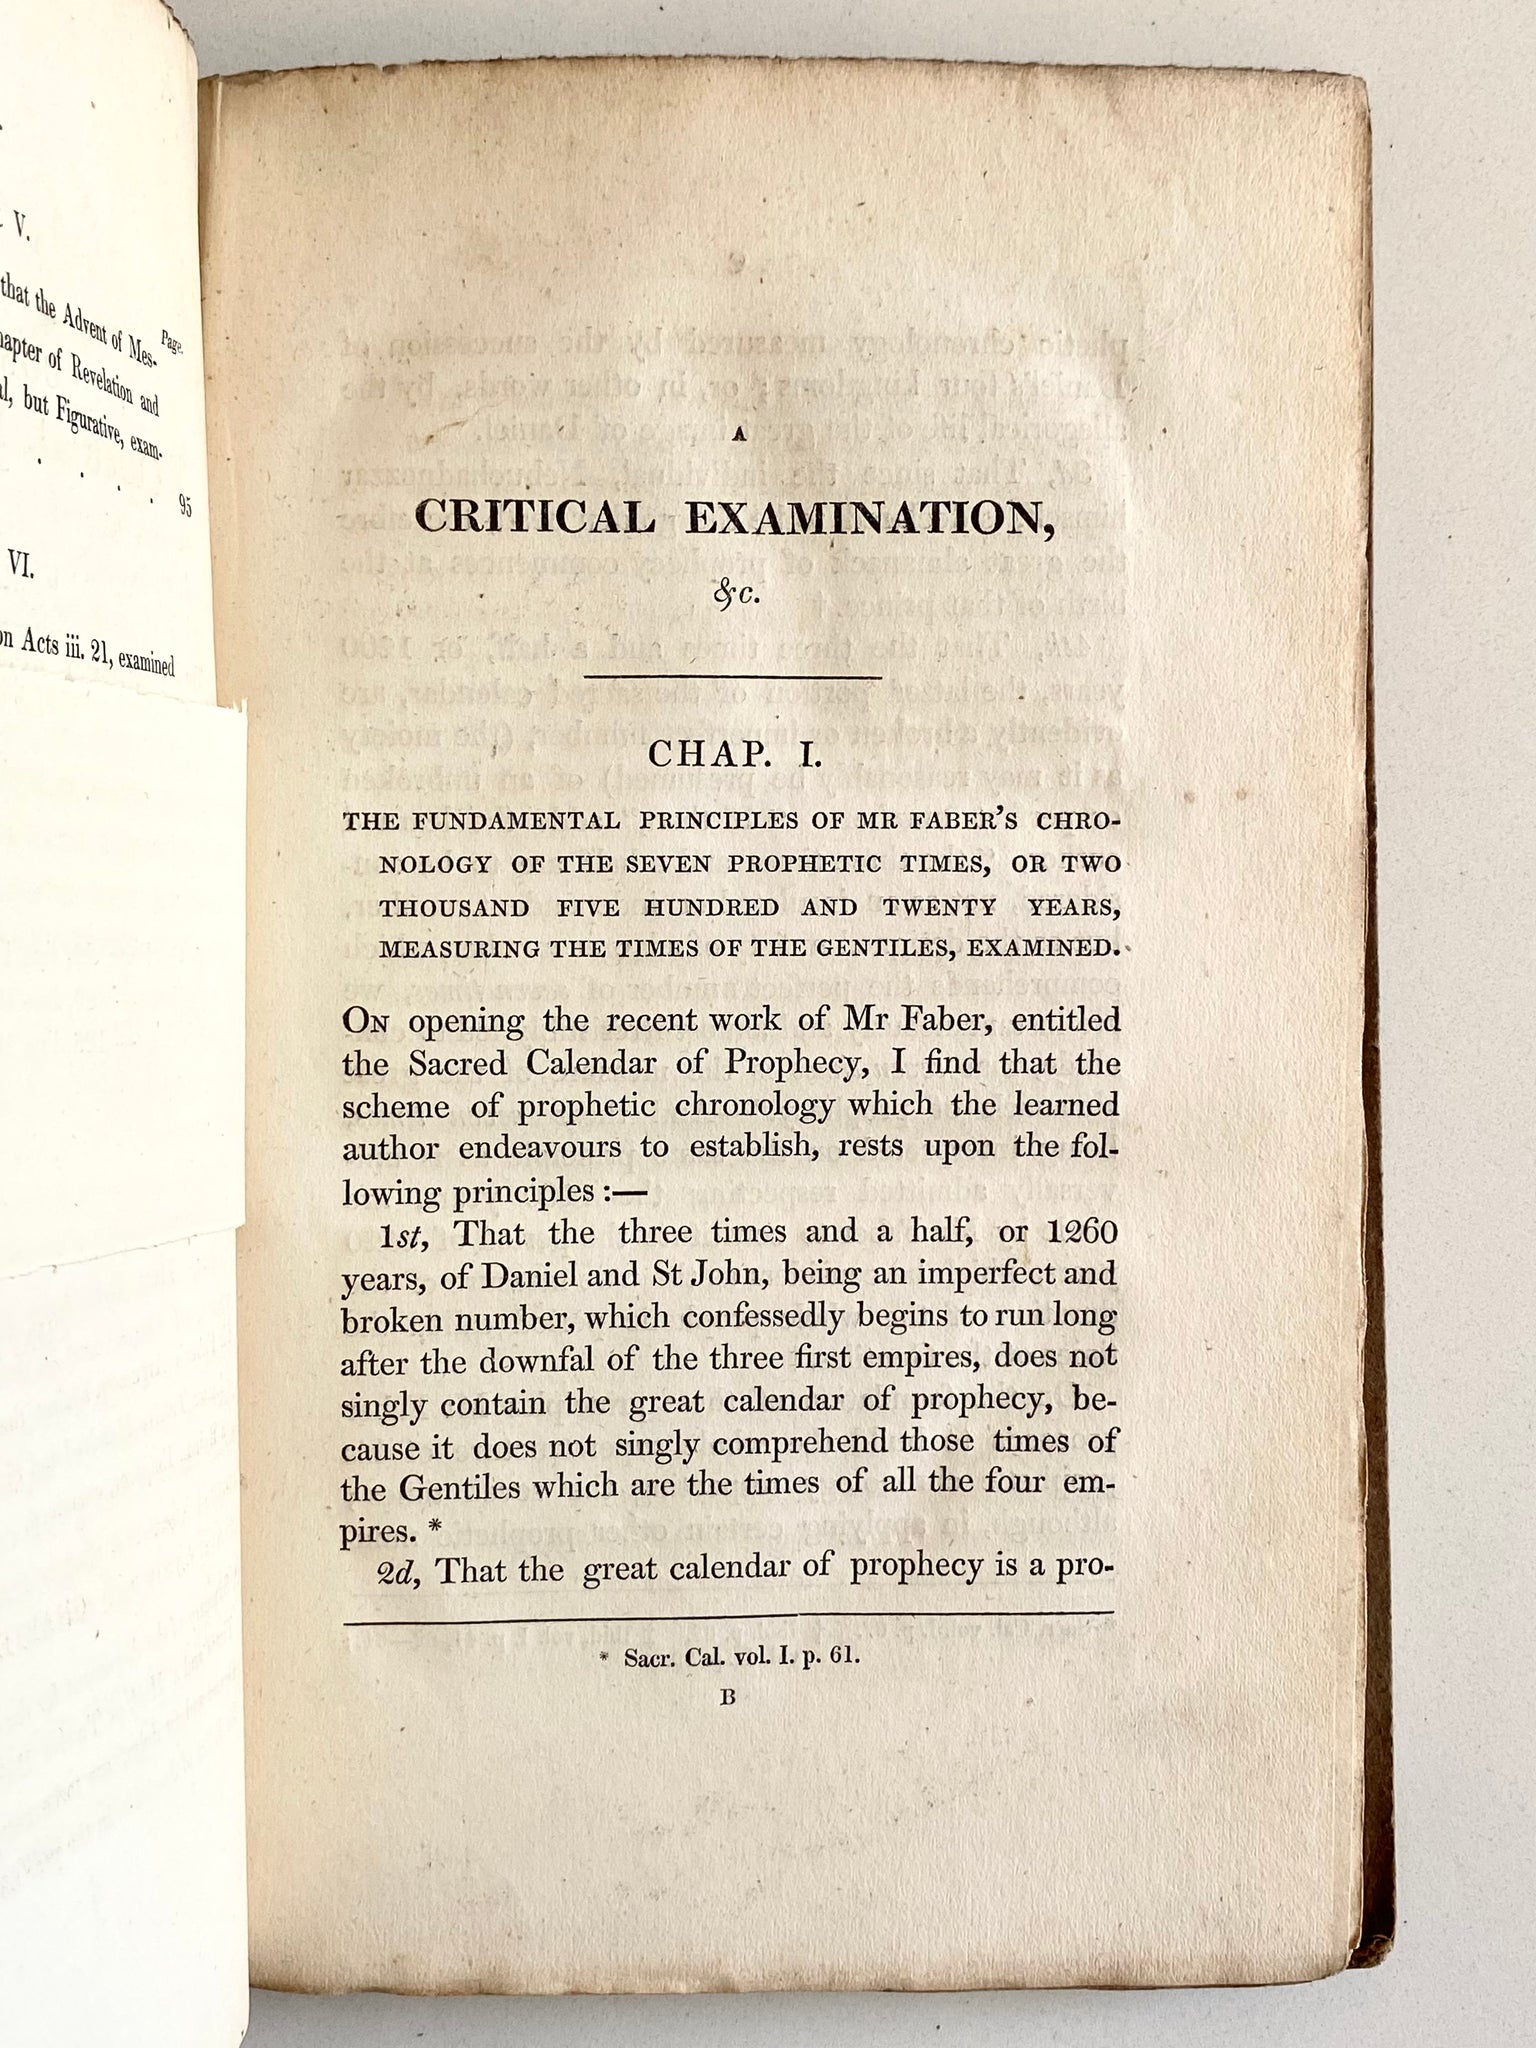 V.
Page.
that the Advent of Mes-
chapter of Revelation and
but Figurative, exam-
. . . . 95
VI.
on Acts iii. 21, examined
A
CRITICAL EXAMINATION,
&c.
CHAP. I.
THE FUNDAMENTAL PRINCIPLES OF MR FABER'S CHRO-
NOLOGY OF THE SEVEN PROPHETIC TIMES, OR TWO
THOUSAND FIVE HUNDRED AND TWENTY YEARS,
MEASURING THE TIMES OF THE GENTILES, EXAMINED.
ON opening the recent work of Mr Faber, entitled
the Sacred Calendar of Prophecy, I find that the
scheme of prophetic chronology which the learned
author endeavours to establish, rests upon the fol-
lowing principles :—
1st, That the three times and a half, or 1260
years, of Daniel and St John, being an imperfect and
broken number, which confessedly begins to run long
after the downfal of the three first empires, does not
singly contain the great calendar of prophecy, be-
cause it does not singly comprehend those times of
the Gentiles which are the times of all the four em-
pires. *
2d, That the great calendar of prophecy is a pro-
* Sacr. Cal. vol. I. p. 61.
B